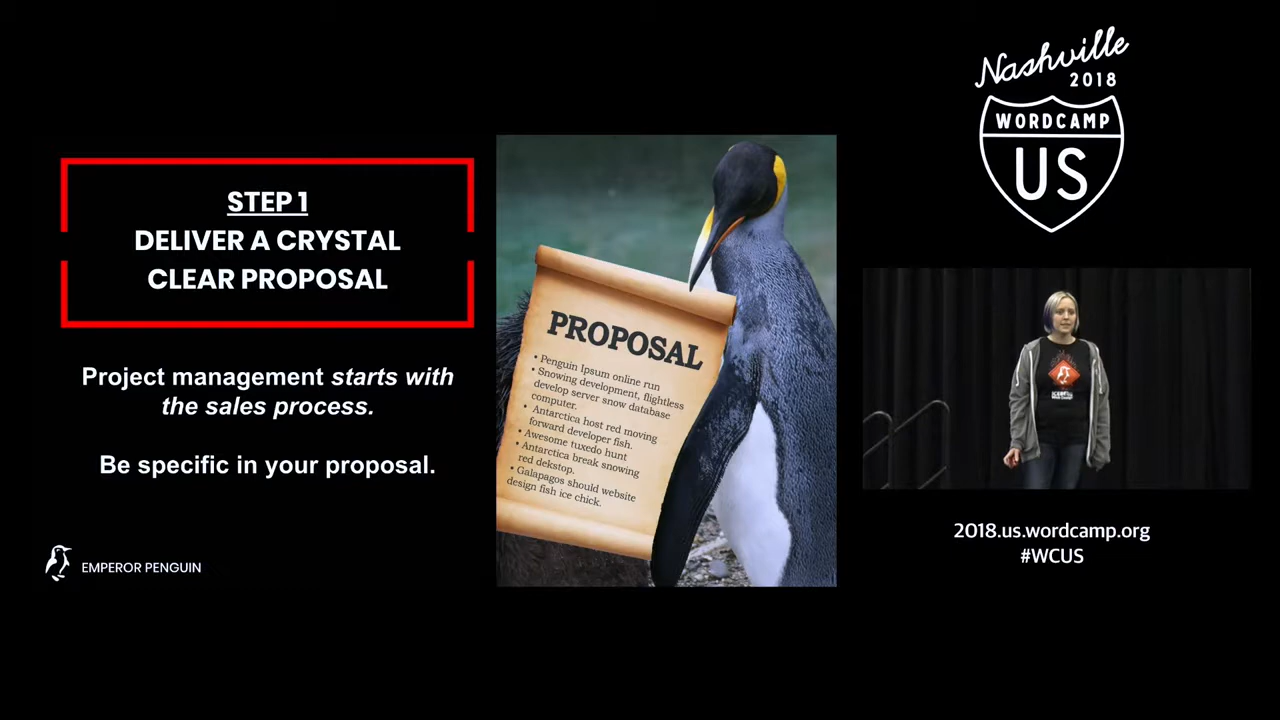 STEP 1
DELIVER A CRYSTAL
CLEAR PROPOSAL
Project management starts with
the sales process.
Be specific in your proposal.
EMPEROR PENGUIN
PROPOSAL
• Penguin Ipsum online run
• Snowing development, flightless
develop server snow database
computer.
• Antarctica host red moving
forward developer fish.
• Awesome tuxedo hunt
• Antarctica break snowing
red dekstop.
• Galapagos should website
design fish ice chick.
Nashville
2018
WORDCAMP
US
2018.us.wordcamp.org
#WCUS